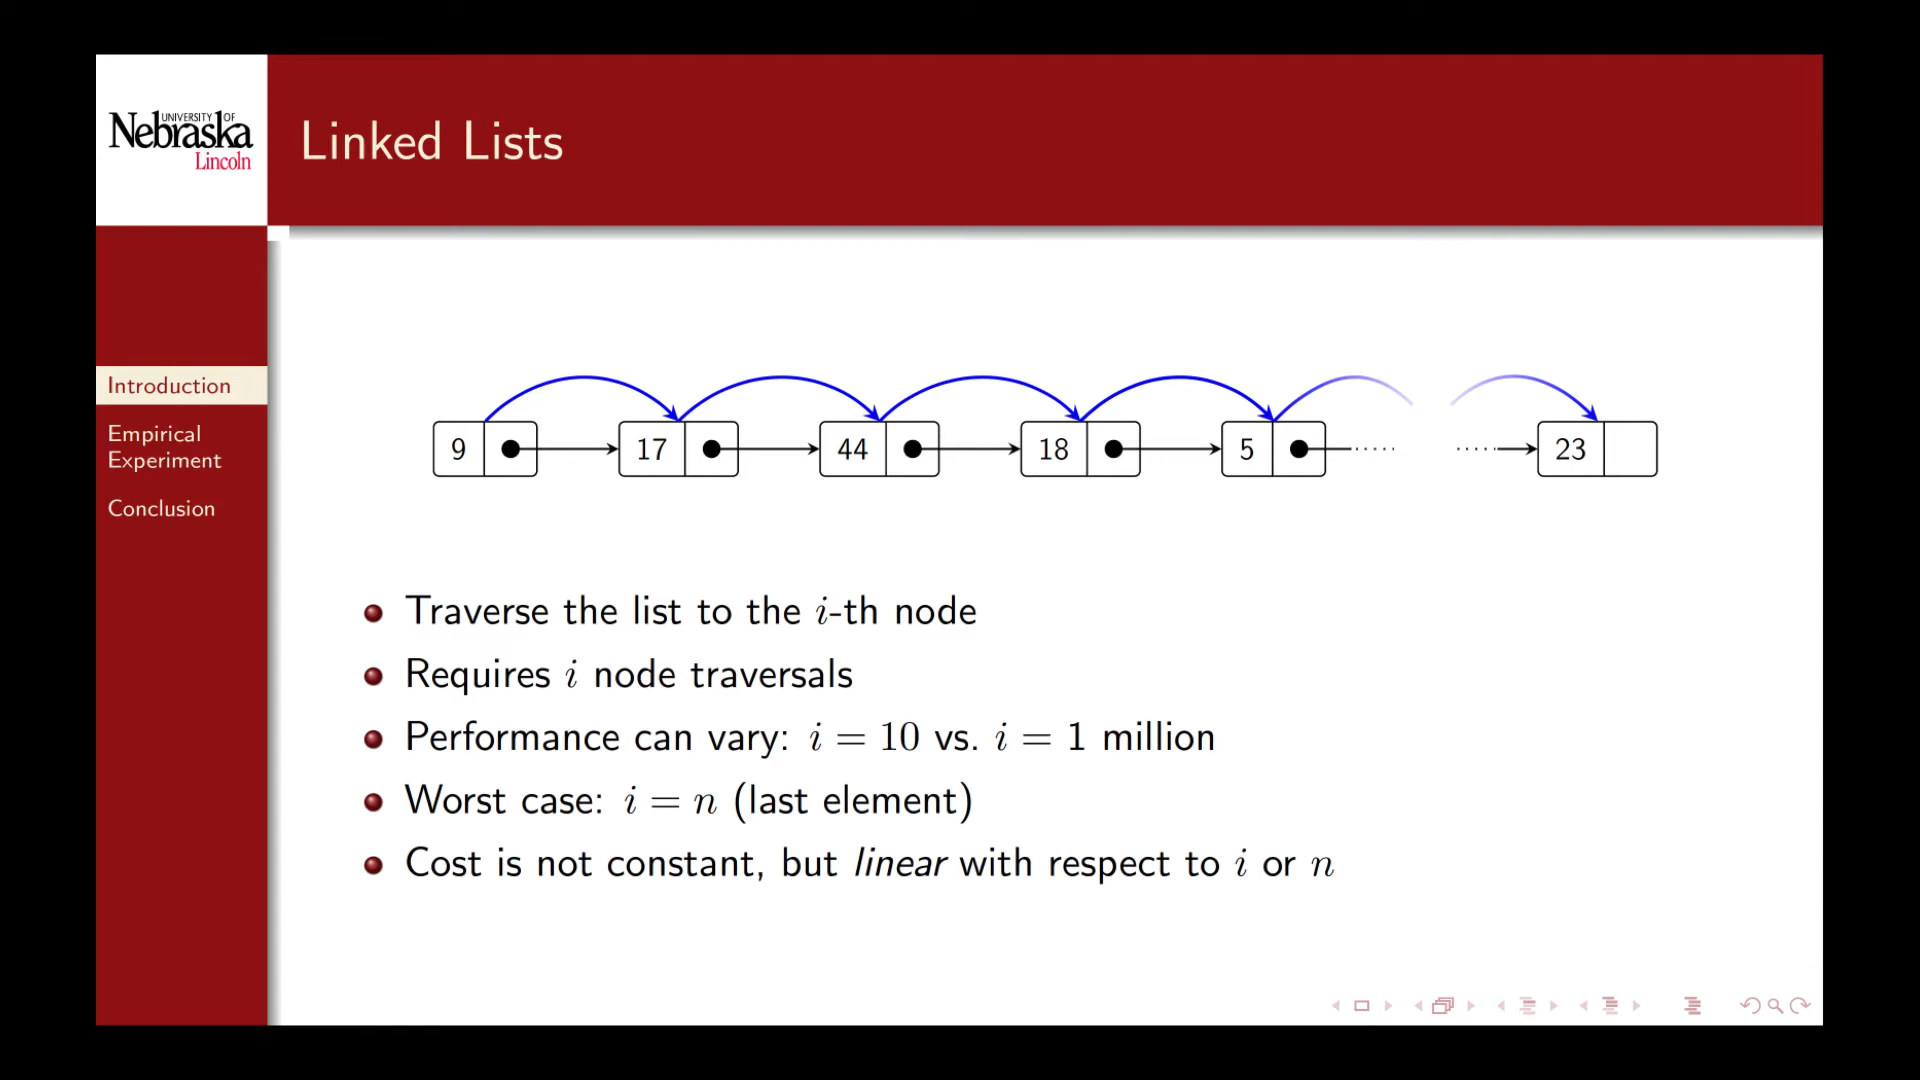 UNIVERSITY OF
Nebraska
Lincoln
Linked Lists
Introduction
Empirical
Experiment
Conclusion
9 17 44 18 5 23
Traverse the list to the i-th node
Requires i node traversals
Performance can vary: i = 10 vs. i = 1 million
Worst case: i = n (last element)
Cost is not constant, but linear with respect to i or n